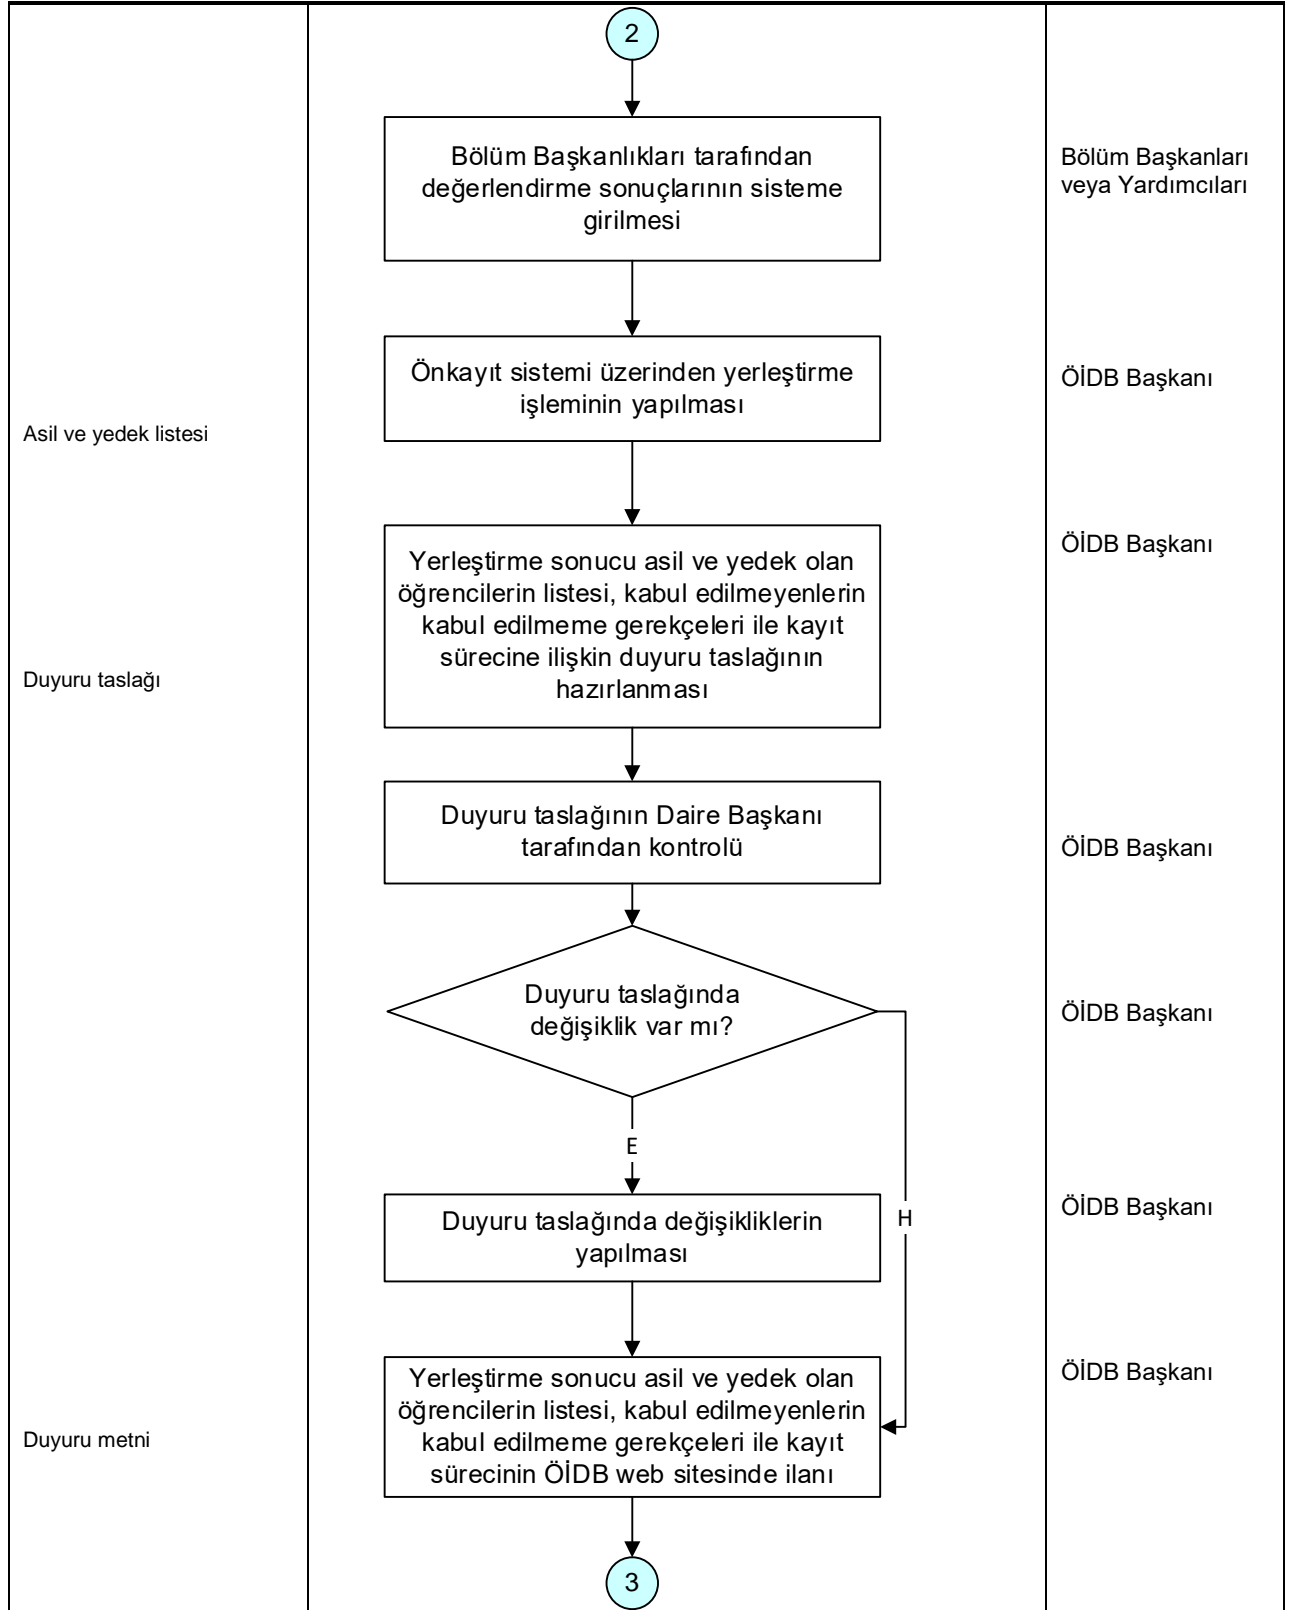 2
Bölüm Başkanlıkları tarafından
değerlendirme sonuçlarının sisteme
girilmesi
Bölüm Başkanları
veya Yardımcıları
Önkayıt sistemi üzerinden yerleştirme
işleminin yapılması
ÖİDB Başkanı
Asil ve yedek listesi
Yerleştirme sonucu asil ve yedek olan
öğrencilerin listesi, kabul edilmeyenlerin
kabul edilmeme gerekçeleri ile kayıt
sürecine ilişkin duyuru taslağının
hazırlanması
ÖİDB Başkanı
Duyuru taslağı
Duyuru taslağının Daire Başkanı
tarafından kontrolü
ÖİDB Başkanı
Duyuru taslağında
değişiklik var mı?
ÖİDB Başkanı
E
Duyuru taslağında değişikliklerin
yapılması
H
ÖİDB Başkanı
Yerleştirme sonucu asil ve yedek olan
öğrencilerin listesi, kabul edilmeyenlerin
kabul edilmeme gerekçeleri ile kayıt
sürecinin ÖİDB web sitesinde ilanı
ÖİDB Başkanı
Duyuru metni
3